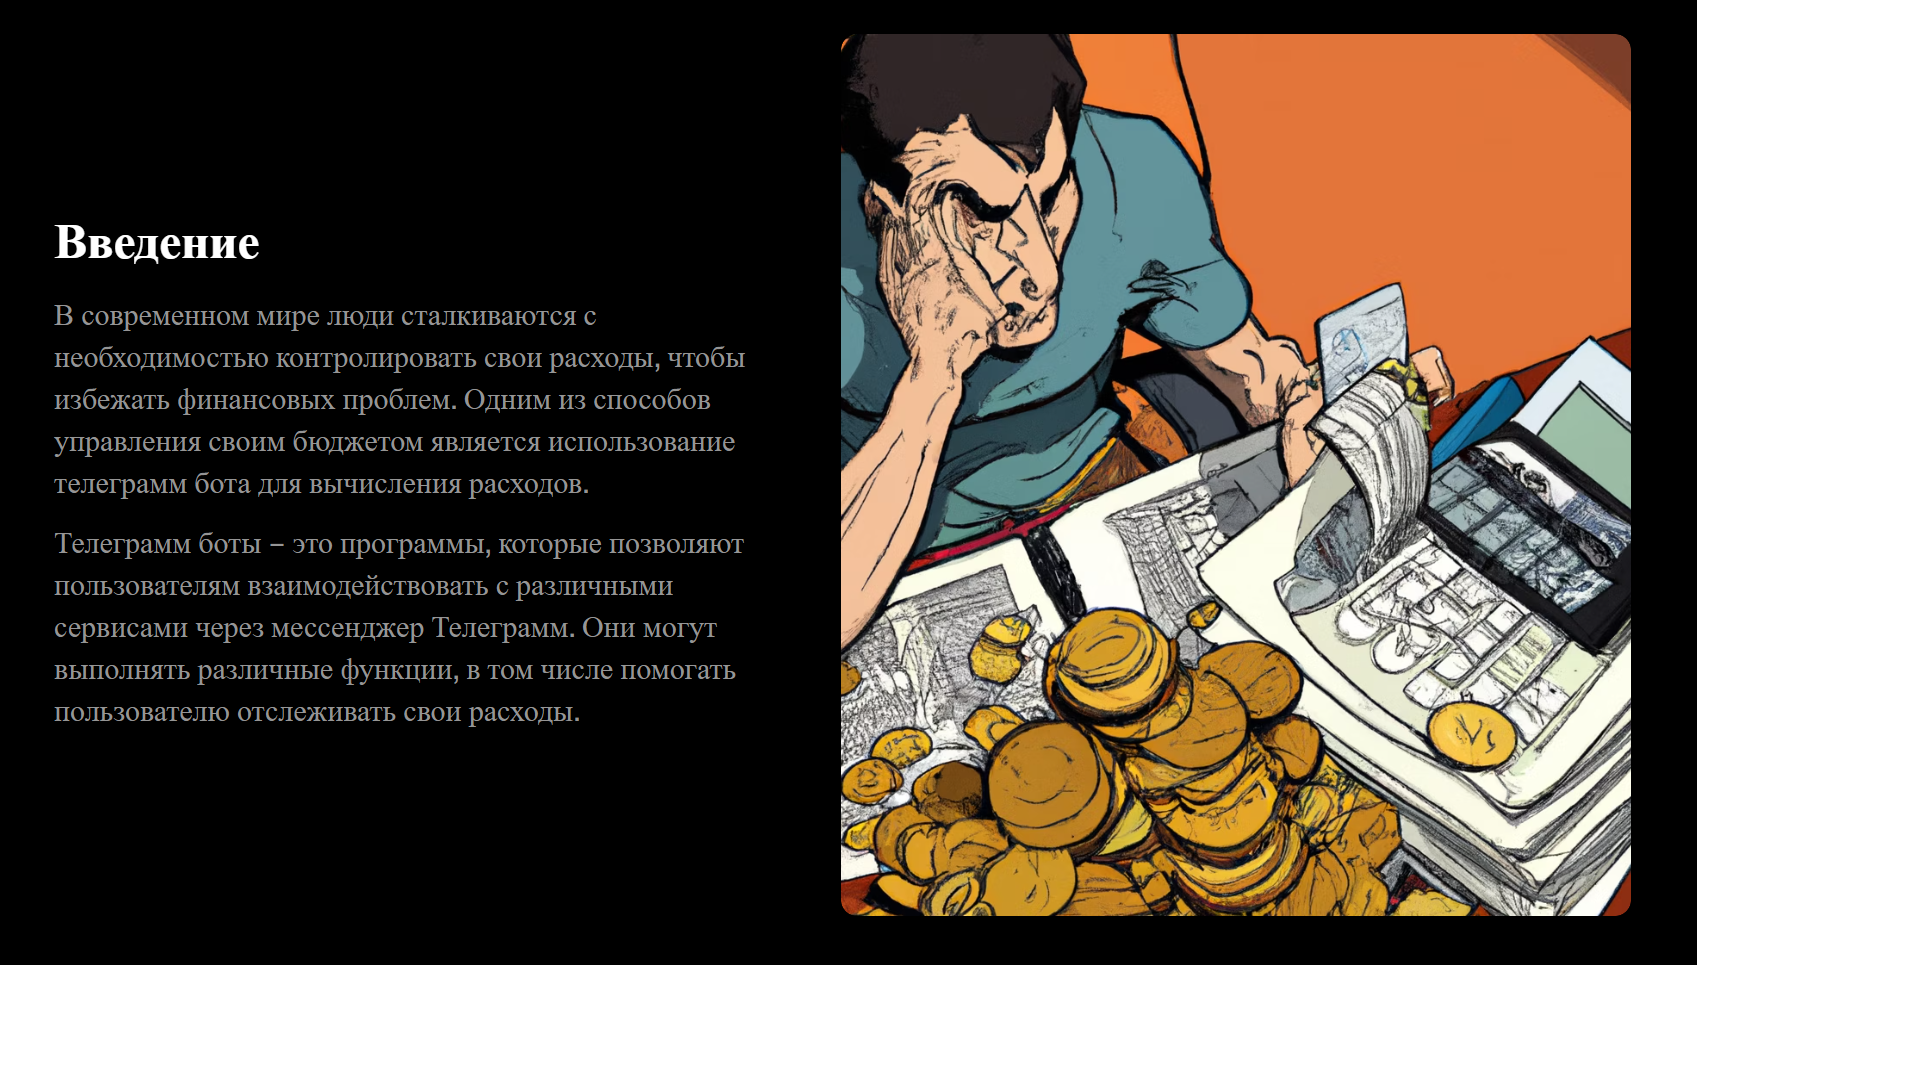 Введение
В современном мире люди сталкиваются с
необходимостью контролировать свои расходы, чтобы
избежать финансовых проблем. Одним из способов
управления своим бюджетом является использование
телеграмм бота для вычисления расходов.
Телеграмм боты – это программы, которые позволяют
пользователям взаимодействовать с различными
сервисами через мессенджер Телеграмм. Они могут
выполнять различные функции, в том числе помогать
пользователю отслеживать свои расходы.